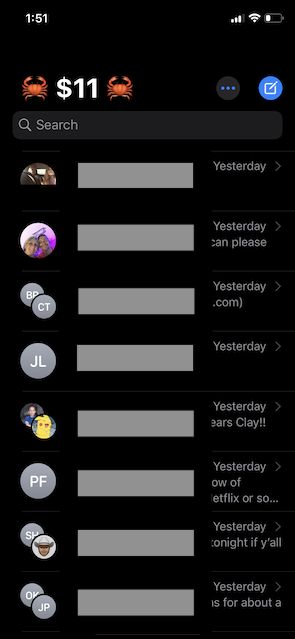 1:51
🦀 $11 🦀
Search
Yesterday
Yesterday
can please
BP
CT
Yesterday
.com)
JL
Yesterday
Yesterday
ears Clay!!
PF
Yesterday
ow of
letflix or so...
SH
Yesterday
tonight if y'all
OK
JP
Yesterday
s for about a